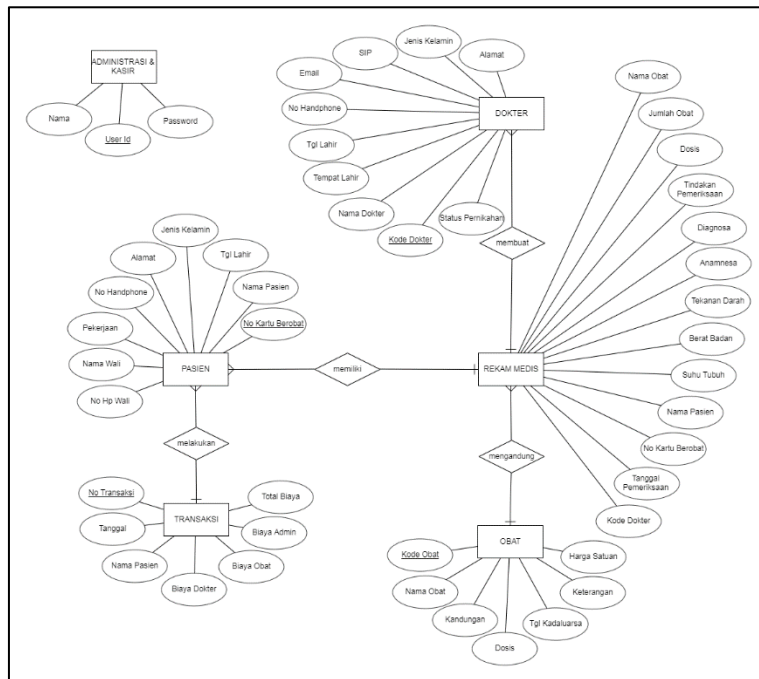 ADMINISTRASI &
KASIR
Nama
User Id
Password
Jenis Kelamin
SIP
Alamat
Email
No Handphone
DOKTER
Tgl Lahir
Tempat Lahir
Nama Dokter
Kode Dokter
Status Pernikahan
membuat
Nama Obat
Jumlah Obat
Dosis
Tindakan
Pemeriksaan
Diagnosa
Anamnesa
Tekanan Darah
Berat Badan
Suhu Tubuh
Nama Pasien
No Kartu Berobat
Tanggal
Pemeriksaan
Kode Dokter
REKAM MEDIS
memiliki
Jenis Kelamin
Tgl Lahir
Alamat
Nama Pasien
No Handphone
No Kartu Berobat
Pekerjaan
Nama Wali
PASIEN
No Hp Wali
melakukan
mengandung
No Transaksi
Total Biaya
Tanggal
TRANSAKSI
Biaya Admin
Nama Pasien
Biaya Obat
Biaya Dokter
OBAT
Kode Obat
Harga Satuan
Nama Obat
Keterangan
Kandungan
Tgl Kadaluarsa
Dosis